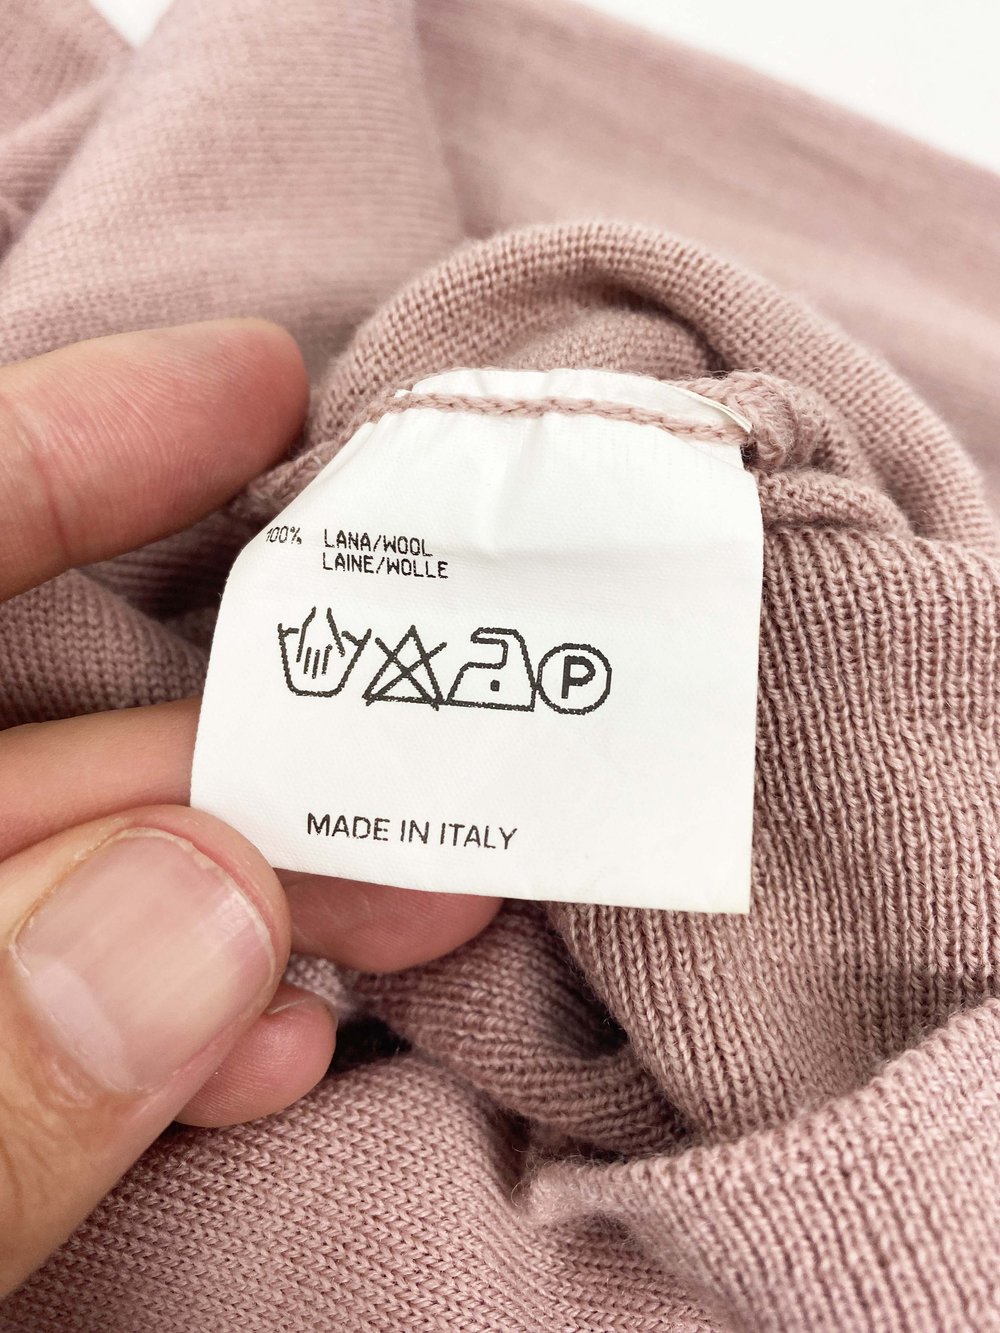 100% LANA/WOOL
LAINE/WOLLE
P
MADE IN ITALY